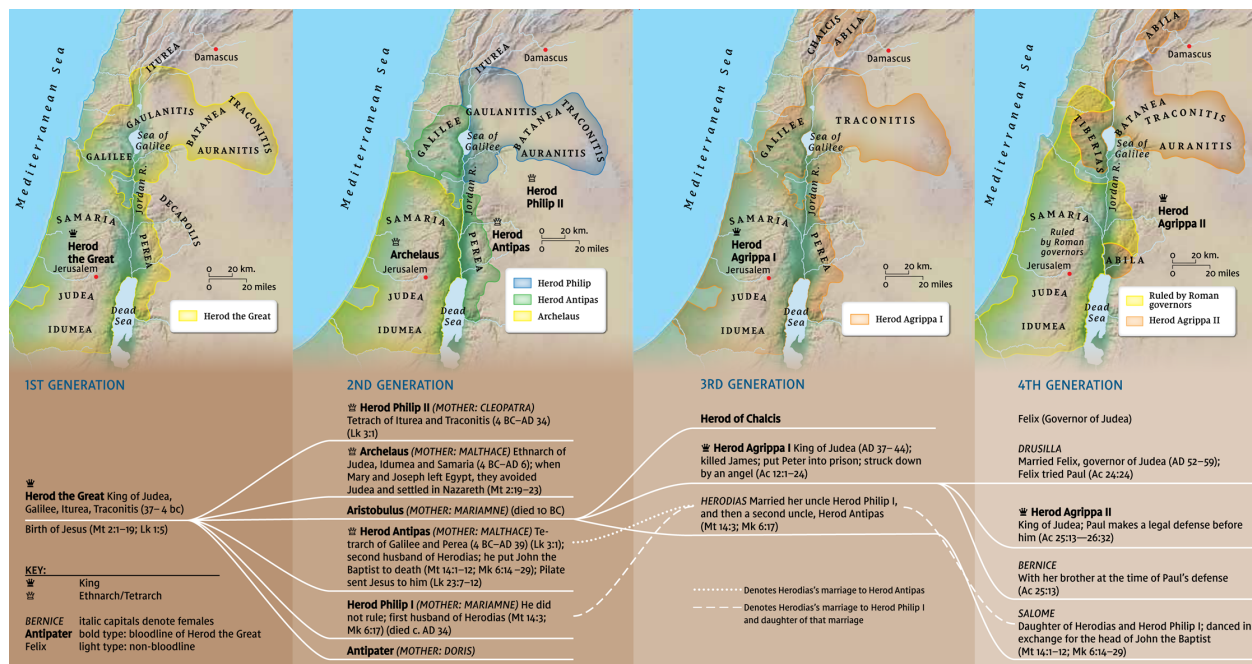 Mediterranean Sea
ITUREA
Damascus
GAULANITIS
TRACONITIS
BATANEA
Sea of
Galilee
AURANITIS
GALILEE
Jordan R.
DECAPOLIS
SAMARIA
PEREA
Herod
the Great
Jerusalem
0 20 km.
0 20 miles
JUDEA
Dead
Sea
IDUMEA
Herod the Great
Mediterranean Sea
ITUREA
Damascus
GAULANITIS
TRACONITIS
BATANEA
GALILEE
Sea of
Galilee
AURANITIS
Herod
Philip II
Jordan R.
SAMARIA
PEREA
Herod
Antipas
Archelaus
0 20 km.
0 20 miles
Jerusalem
JUDEA
Dead
Sea
IDUMEA
Herod Philip
Herod Antipas
Archelaus
Mediterranean Sea
CHALCIS
ABILA
Damascus
GALILEE
TRACONITIS
Sea of
Galilee
AURANITIS
Jordan R.
SAMARIA
PEREA
Herod
Agrippa I
Jerusalem
0 20 km.
0 20 miles
JUDEA
Dead
Sea
IDUMEA
Herod Agrippa I
Mediterranean Sea
ABILA
Damascus
BATANEA
TRACONITIS
TIBERIAS
Sea of
Galilee
AURANITIS
Jordan R.
SAMARIA
Herod
Agrippa II
Ruled
by Roman
governors
Jerusalem
ABILA
0 20 km.
0 20 miles
JUDEA
Dead
Sea
IDUMEA
Ruled by Roman
governors
Herod Agrippa II
1ST GENERATION
Herod the Great King of Judea,
Galilee, Iturea, Traconitis (37–4 bc)
Birth of Jesus (Mt 2:1–19; Lk 1:5)
KEY:
King
Ethnarch/Tetrarch
BERNICE italic capitals denote females
Antipater bold type: bloodline of Herod the Great
Felix light type: non-bloodline
2ND GENERATION
Herod Philip II (MOTHER: CLEOPATRA)
Tetrach of Iturea and Traconitis (4 BC–AD 34)
(Lk 3:1)
Archelaus (MOTHER: MALTHACE) Ethnarch of
Judea, Idumea and Samaria (4 BC–AD 6); when
Mary and Joseph left Egypt, they avoided
Judea and settled in Nazareth (Mt 2:19–23)
Aristobulus (MOTHER: MARIAMNE) (died 10 BC)
Herod Antipas (MOTHER: MALTHACE) Te-
trarch of Galilee and Perea (4 BC–AD 39) (Lk 3:1);
second husband of Herodias; he put John the
Baptist to death (Mt 14:1–12; Mk 6:14–29); Pilate
sent Jesus to him (Lk 23:7–12)
Herod Philip I (MOTHER: MARIAMNE) He did
not rule; first husband of Herodias (Mt 14:3;
Mk 6:17) (died c. AD 34)
Antipater (MOTHER: DORIS)
3RD GENERATION
Herod of Chalcis
Herod Agrippa I King of Judea (AD 37–44);
killed James; put Peter into prison; struck down
by an angel (Ac 12:1–24)
HERODIAS Married her uncle Herod Philip I,
and then a second uncle, Herod Antipas
(Mt 14:3; Mk 6:17)
Denotes Herodias's marriage to Herod Antipas
Denotes Herodias's marriage to Herod Philip I
and daughter of that marriage
4TH GENERATION
Felix (Governor of Judea)
DRUSILLA
Married Felix, governor of Judea (AD 52–59);
Felix tried Paul (Ac 24:24)
Herod Agrippa II
King of Judea; Paul makes a legal defense before
him (Ac 25:13—26:32)
BERNICE
With her brother at the time of Paul's defense
(Ac 25:13)
SALOME
Daughter of Herodias and Herod Philip I; danced in
exchange for the head of John the Baptist
(Mt 14:1–12; Mk 6:14–29)